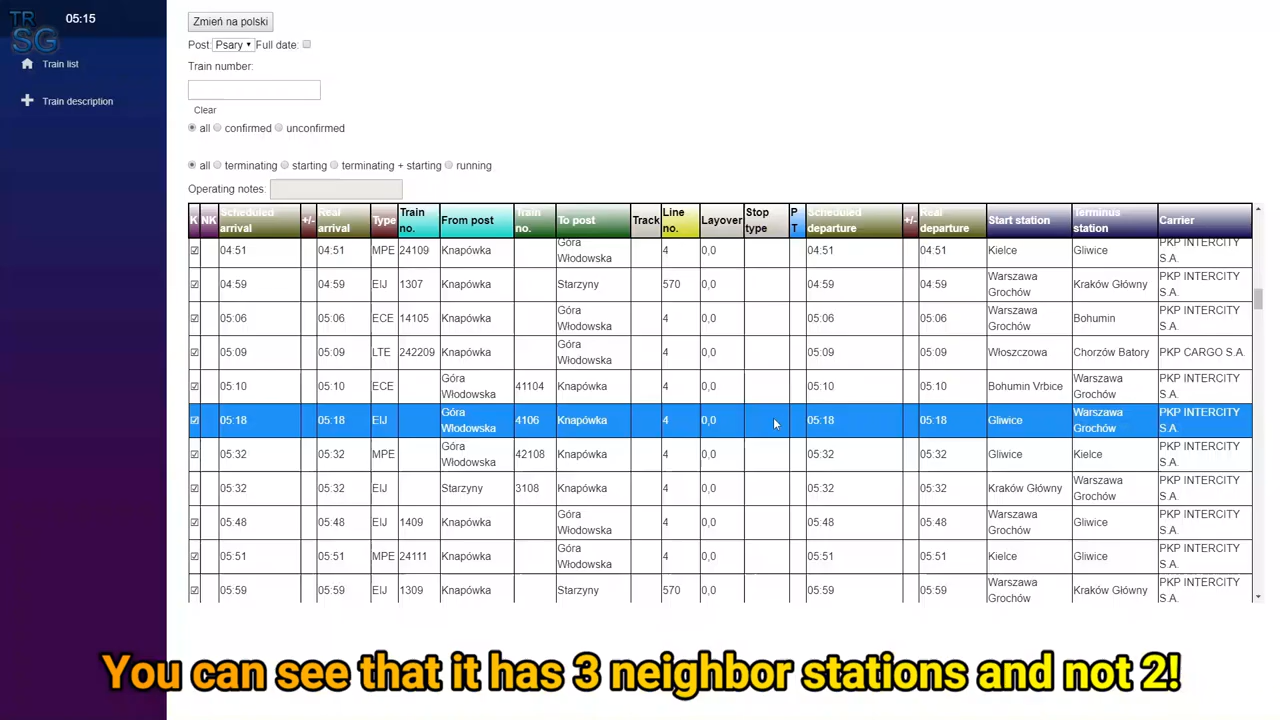 TR
SG
05:15
Train list
Train description
Zmień na polski
Post: Psary Full date:
Train number:
Clear
all confirmed unconfirmed
all terminating starting terminating + starting running
Operating notes:
K NK Scheduled arrival +/- Real arrival Type Train no. From post Train no. To post Track Line no. Layover Stop type P T Scheduled departure +/- Real departure Start station Terminus station Carrier
04:51 04:51 MPE 24109 Knapówka Góra Włodowska 4 0,0 04:51 04:51 Kielce Gliwice PKP INTERCITY S.A.
04:59 04:59 EIJ 1307 Knapówka Starzyny 570 0,0 04:59 04:59 Warszawa Grochów Kraków Główny PKP INTERCITY S.A.
05:06 05:06 ECE 14105 Knapówka Góra Włodowska 4 0,0 05:06 05:06 Warszawa Grochów Bohumin PKP INTERCITY S.A.
05:09 05:09 LTE 242209 Knapówka Góra Włodowska 4 0,0 05:09 05:09 Włoszczowa Chorzów Batory PKP CARGO S.A.
05:10 05:10 ECE Góra Włodowska 41104 Knapówka 4 0,0 05:10 05:10 Bohumin Vrbice Warszawa Grochów PKP INTERCITY S.A.
05:18 05:18 EIJ Góra Włodowska 4106 Knapówka 4 0,0 05:18 05:18 Gliwice Warszawa Grochów PKP INTERCITY S.A.
05:32 05:32 MPE Góra Włodowska 42108 Knapówka 4 0,0 05:32 05:32 Gliwice Kielce PKP INTERCITY S.A.
05:32 05:32 EIJ Starzyny 3108 Knapówka 4 0,0 05:32 05:32 Kraków Główny Warszawa Grochów PKP INTERCITY S.A.
05:48 05:48 EIJ 1409 Knapówka Góra Włodowska 4 0,0 05:48 05:48 Warszawa Grochów Gliwice PKP INTERCITY S.A.
05:51 05:51 MPE 24111 Knapówka Góra Włodowska 4 0,0 05:51 05:51 Kielce Gliwice PKP INTERCITY S.A.
05:59 05:59 EIJ 1309 Knapówka Starzyny 570 0,0 05:59 05:59 Warszawa Grochów Kraków Główny PKP INTERCITY S.A.
You can see that it has 3 neighbor stations and not 2!